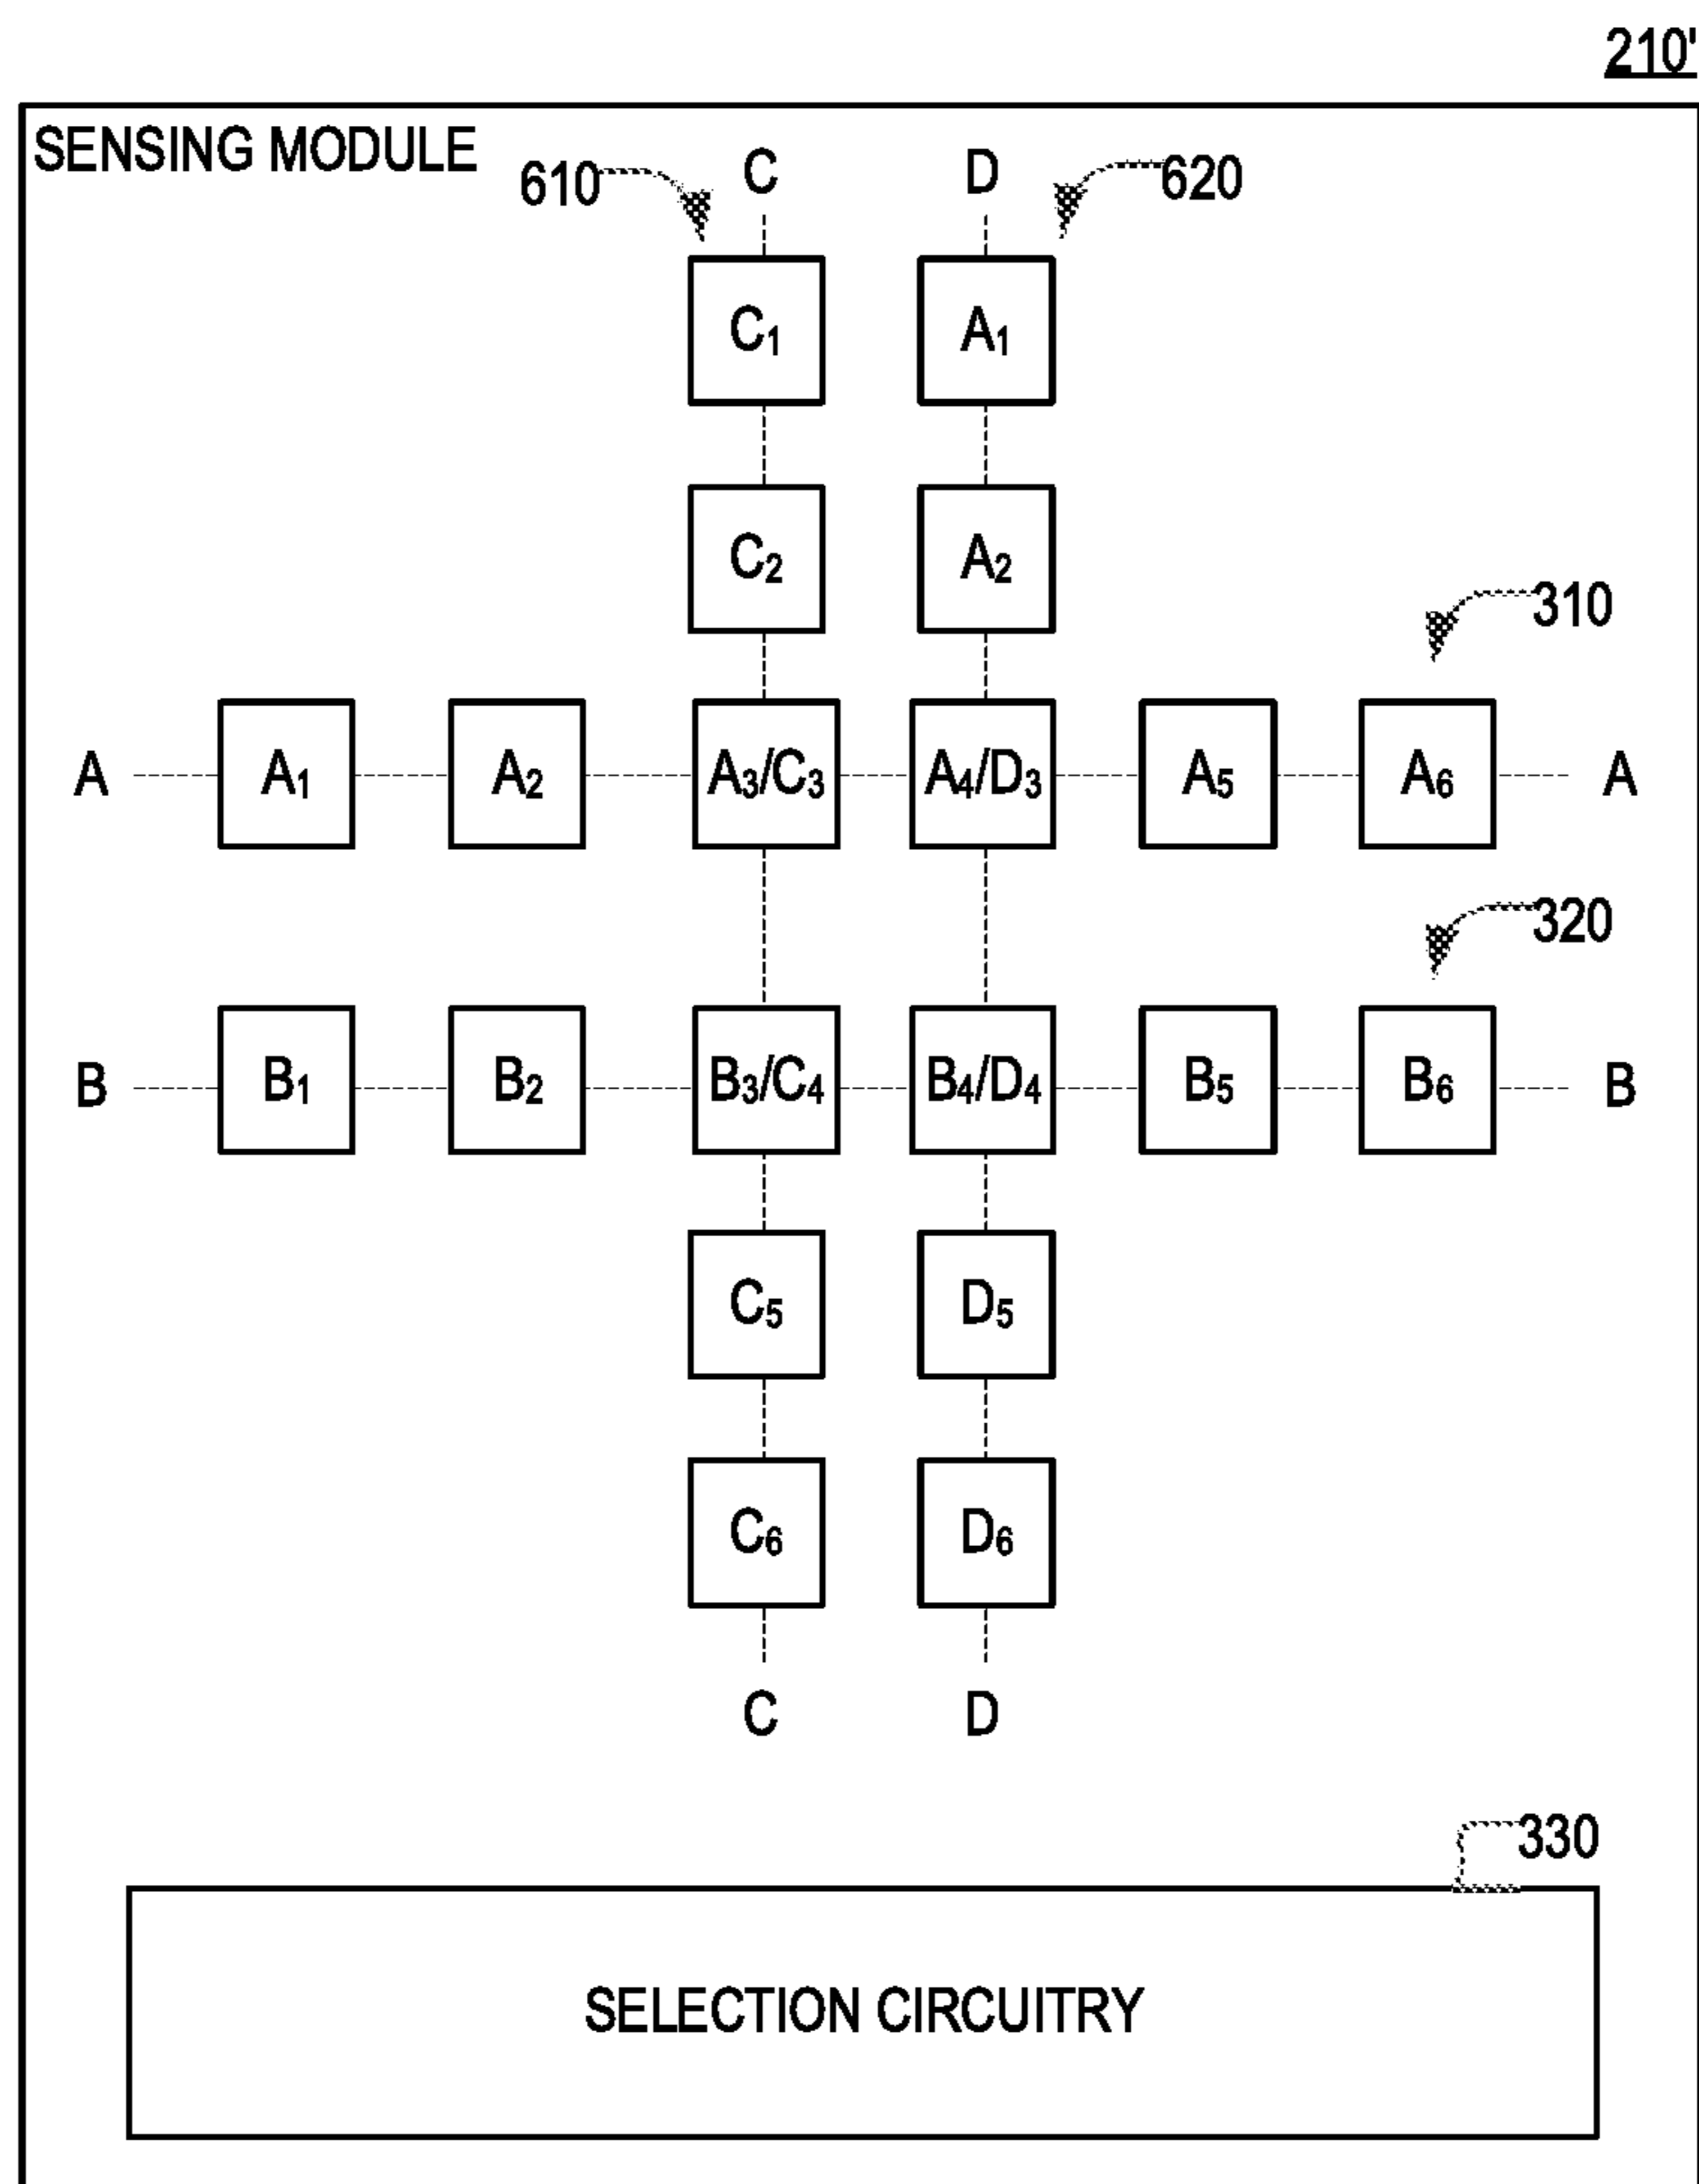 210'
SENSING MODULE
610 C D 620
C1 A1
C2 A2
310
A A1 A2 A3/C3 A4/D3 A5 A6 A
320
B B1 B2 B3/C4 B4/D4 B5 B6 B
C5 D5
C6 D6
C D
330
SELECTION CIRCUITRY